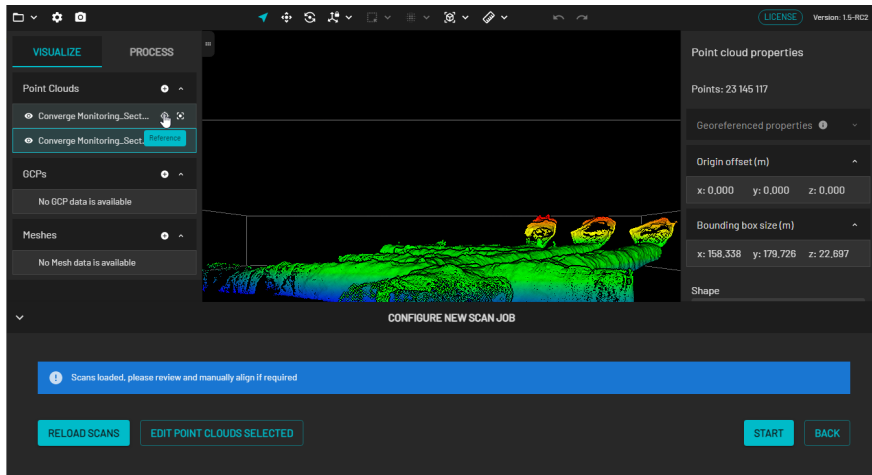 LICENSE Version: 1.5-RC2
VISUALIZE PROCESS
Point Clouds
Converge Monitoring_Sect...
Converge Monitoring_Sect
Reference
GCPs
No GCP data is available
Meshes
No Mesh data is available
Point cloud properties
Points: 23 145 117
Georeferenced properties
Origin offset (m)
x: 0,000 y: 0,000 z: 0,000
Bounding box size (m)
x: 158,338 y: 179,726 z: 22,697
Shape
CONFIGURE NEW SCAN JOB
Scans loaded, please review and manually align if required
RELOAD SCANS EDIT POINT CLOUDS SELECTED START BACK